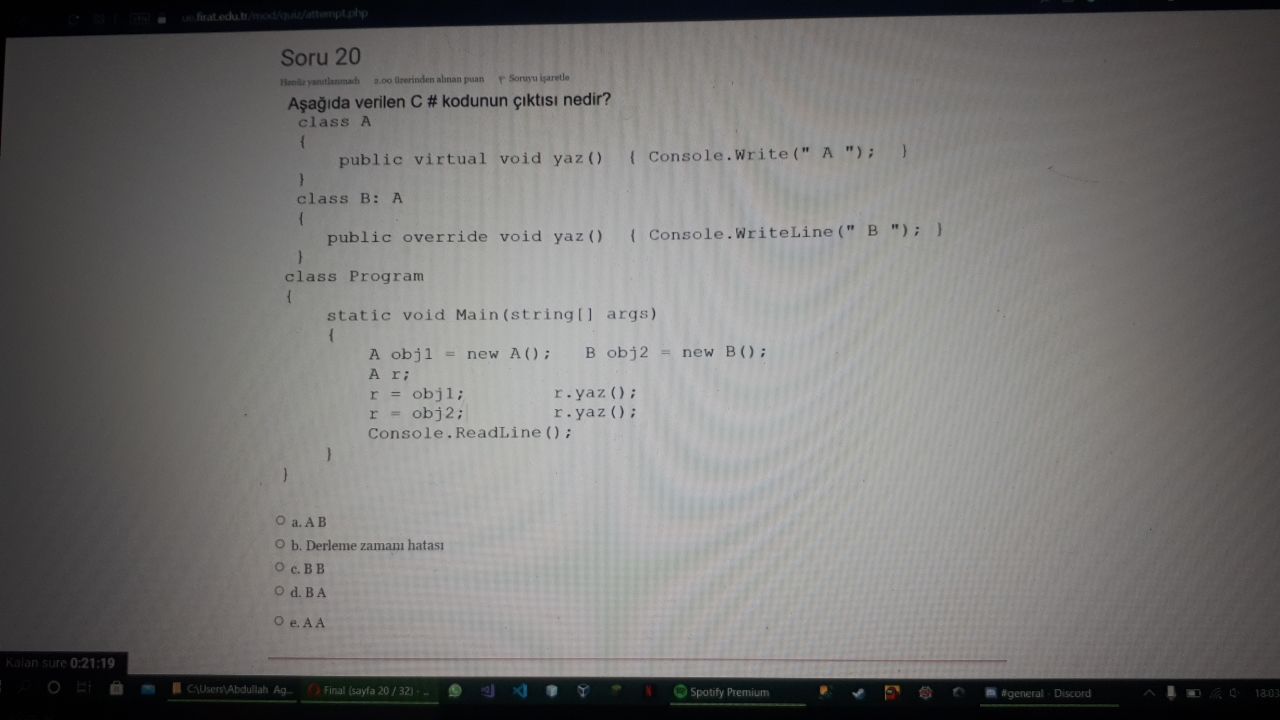 ue.firat.edu.tr/mod/quiz/attempt.php
Soru 20
Henüz yanıtlanmadı 2.00 üzerinden alınan puan Soruyu işaretle
Aşağıda verilen C # kodunun çıktısı nedir?
class A
{
public virtual void yaz() { Console.Write(" A "); }
}
class B: A
{
public override void yaz() { Console.WriteLine(" B "); }
}
class Program
{
static void Main(string[] args)
{
A obj1 = new A(); B obj2 = new B();
A r;
r = obj1; r.yaz();
r = obj2; r.yaz();
Console.ReadLine();
}
}
a. A B
b. Derleme zamanı hatası
c. B B
d. B A
e. A A
Kalan süre 0:21:19
C:\Users\Abdullah Ag... Final (sayfa 20 / 32) - ... Spotify Premium #general - Discord 18:03